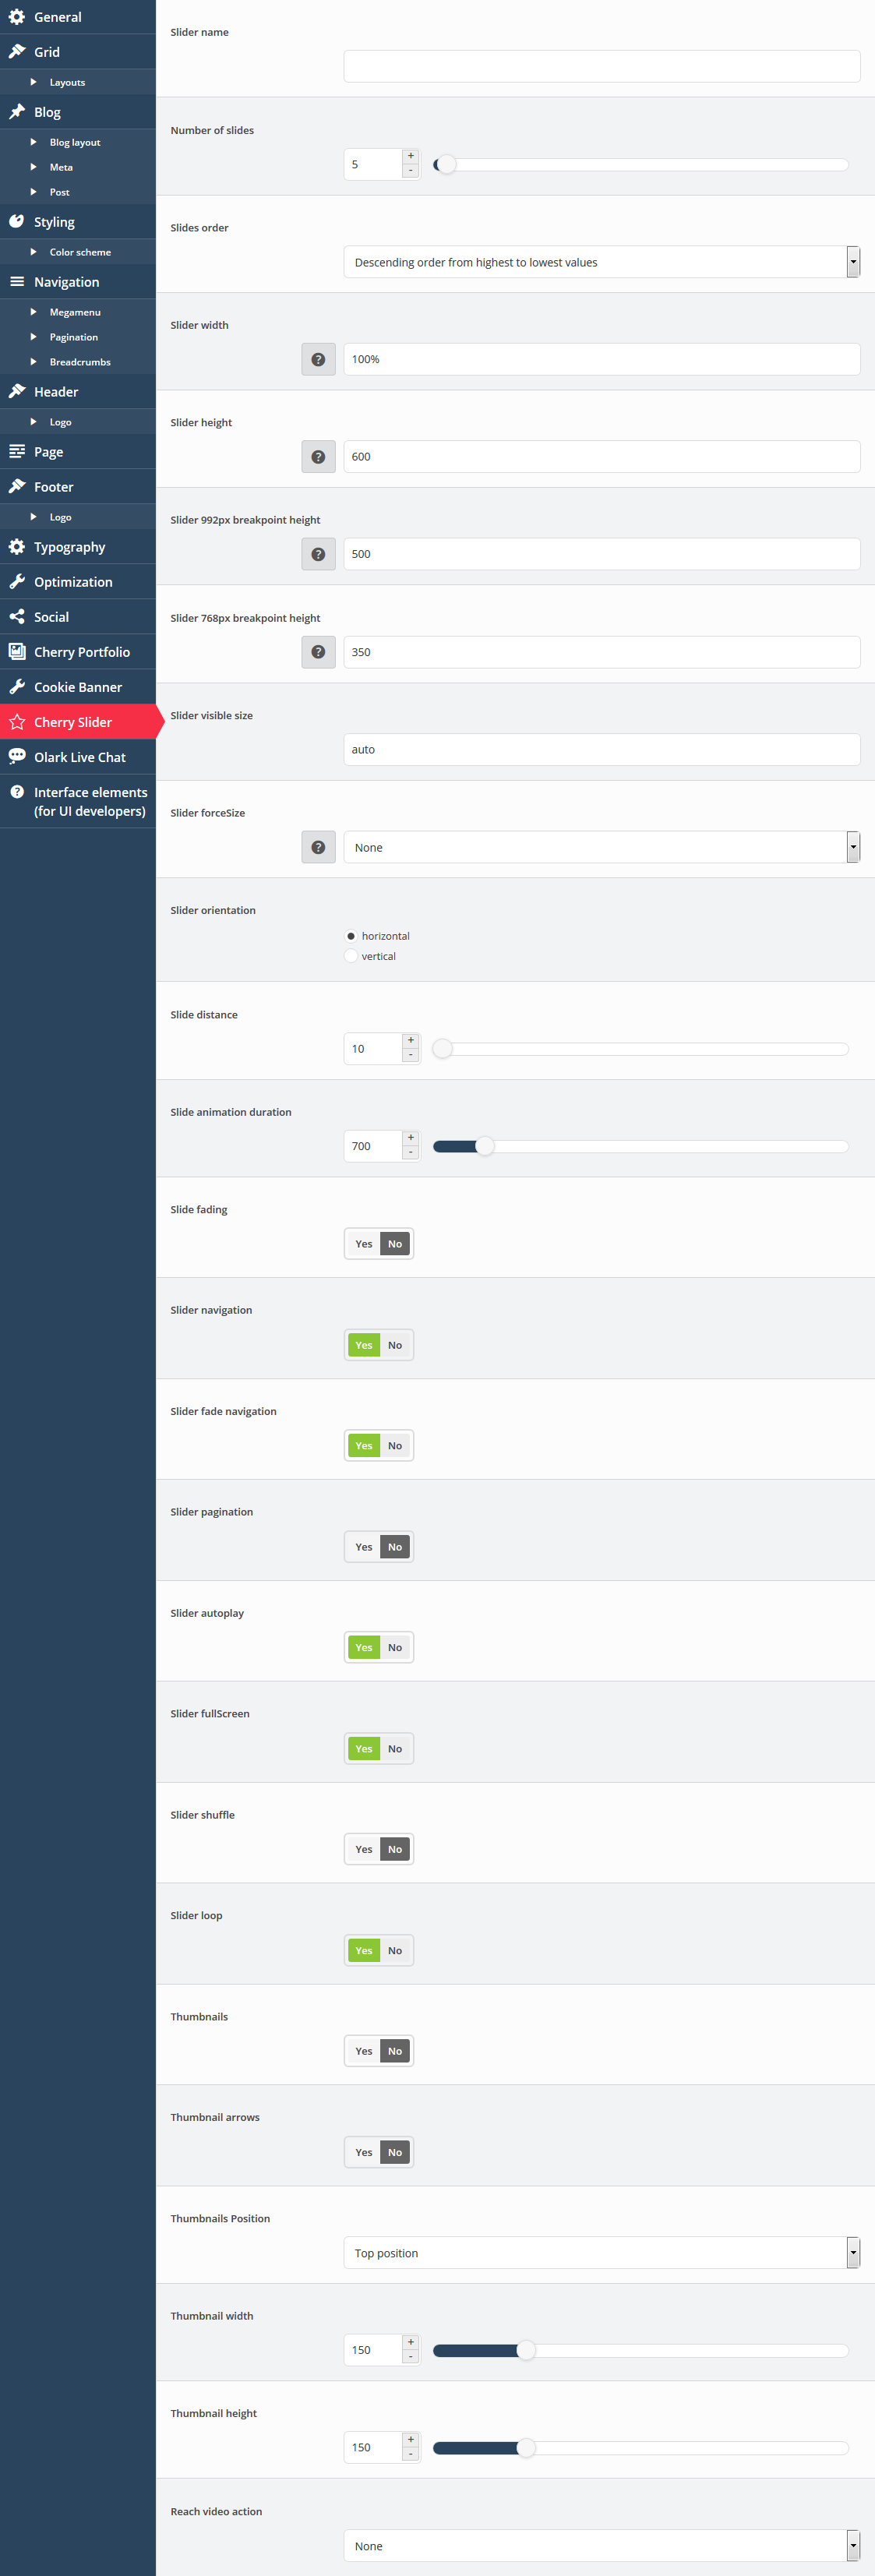 General
Grid
Layouts
Blog
Blog layout
Meta
Post
Styling
Color scheme
Navigation
Megamenu
Pagination
Breadcrumbs
Header
Logo
Page
Footer
Logo
Typography
Optimization
Social
Cherry Portfolio
Cookie Banner
Cherry Slider
Olark Live Chat
Interface elements
(for UI developers)
Slider name
Number of slides
5 + -
Slides order
Descending order from highest to lowest values
Slider width
? 100%
Slider height
? 600
Slider 992px breakpoint height
? 500
Slider 768px breakpoint height
? 350
Slider visible size
auto
Slider forceSize
? None
Slider orientation
horizontal
vertical
Slide distance
10 + -
Slide animation duration
700 + -
Slide fading
Yes No
Slider navigation
Yes No
Slider fade navigation
Yes No
Slider pagination
Yes No
Slider autoplay
Yes No
Slider fullScreen
Yes No
Slider shuffle
Yes No
Slider loop
Yes No
Thumbnails
Yes No
Thumbnail arrows
Yes No
Thumbnails Position
Top position
Thumbnail width
150 + -
Thumbnail height
150 + -
Reach video action
None